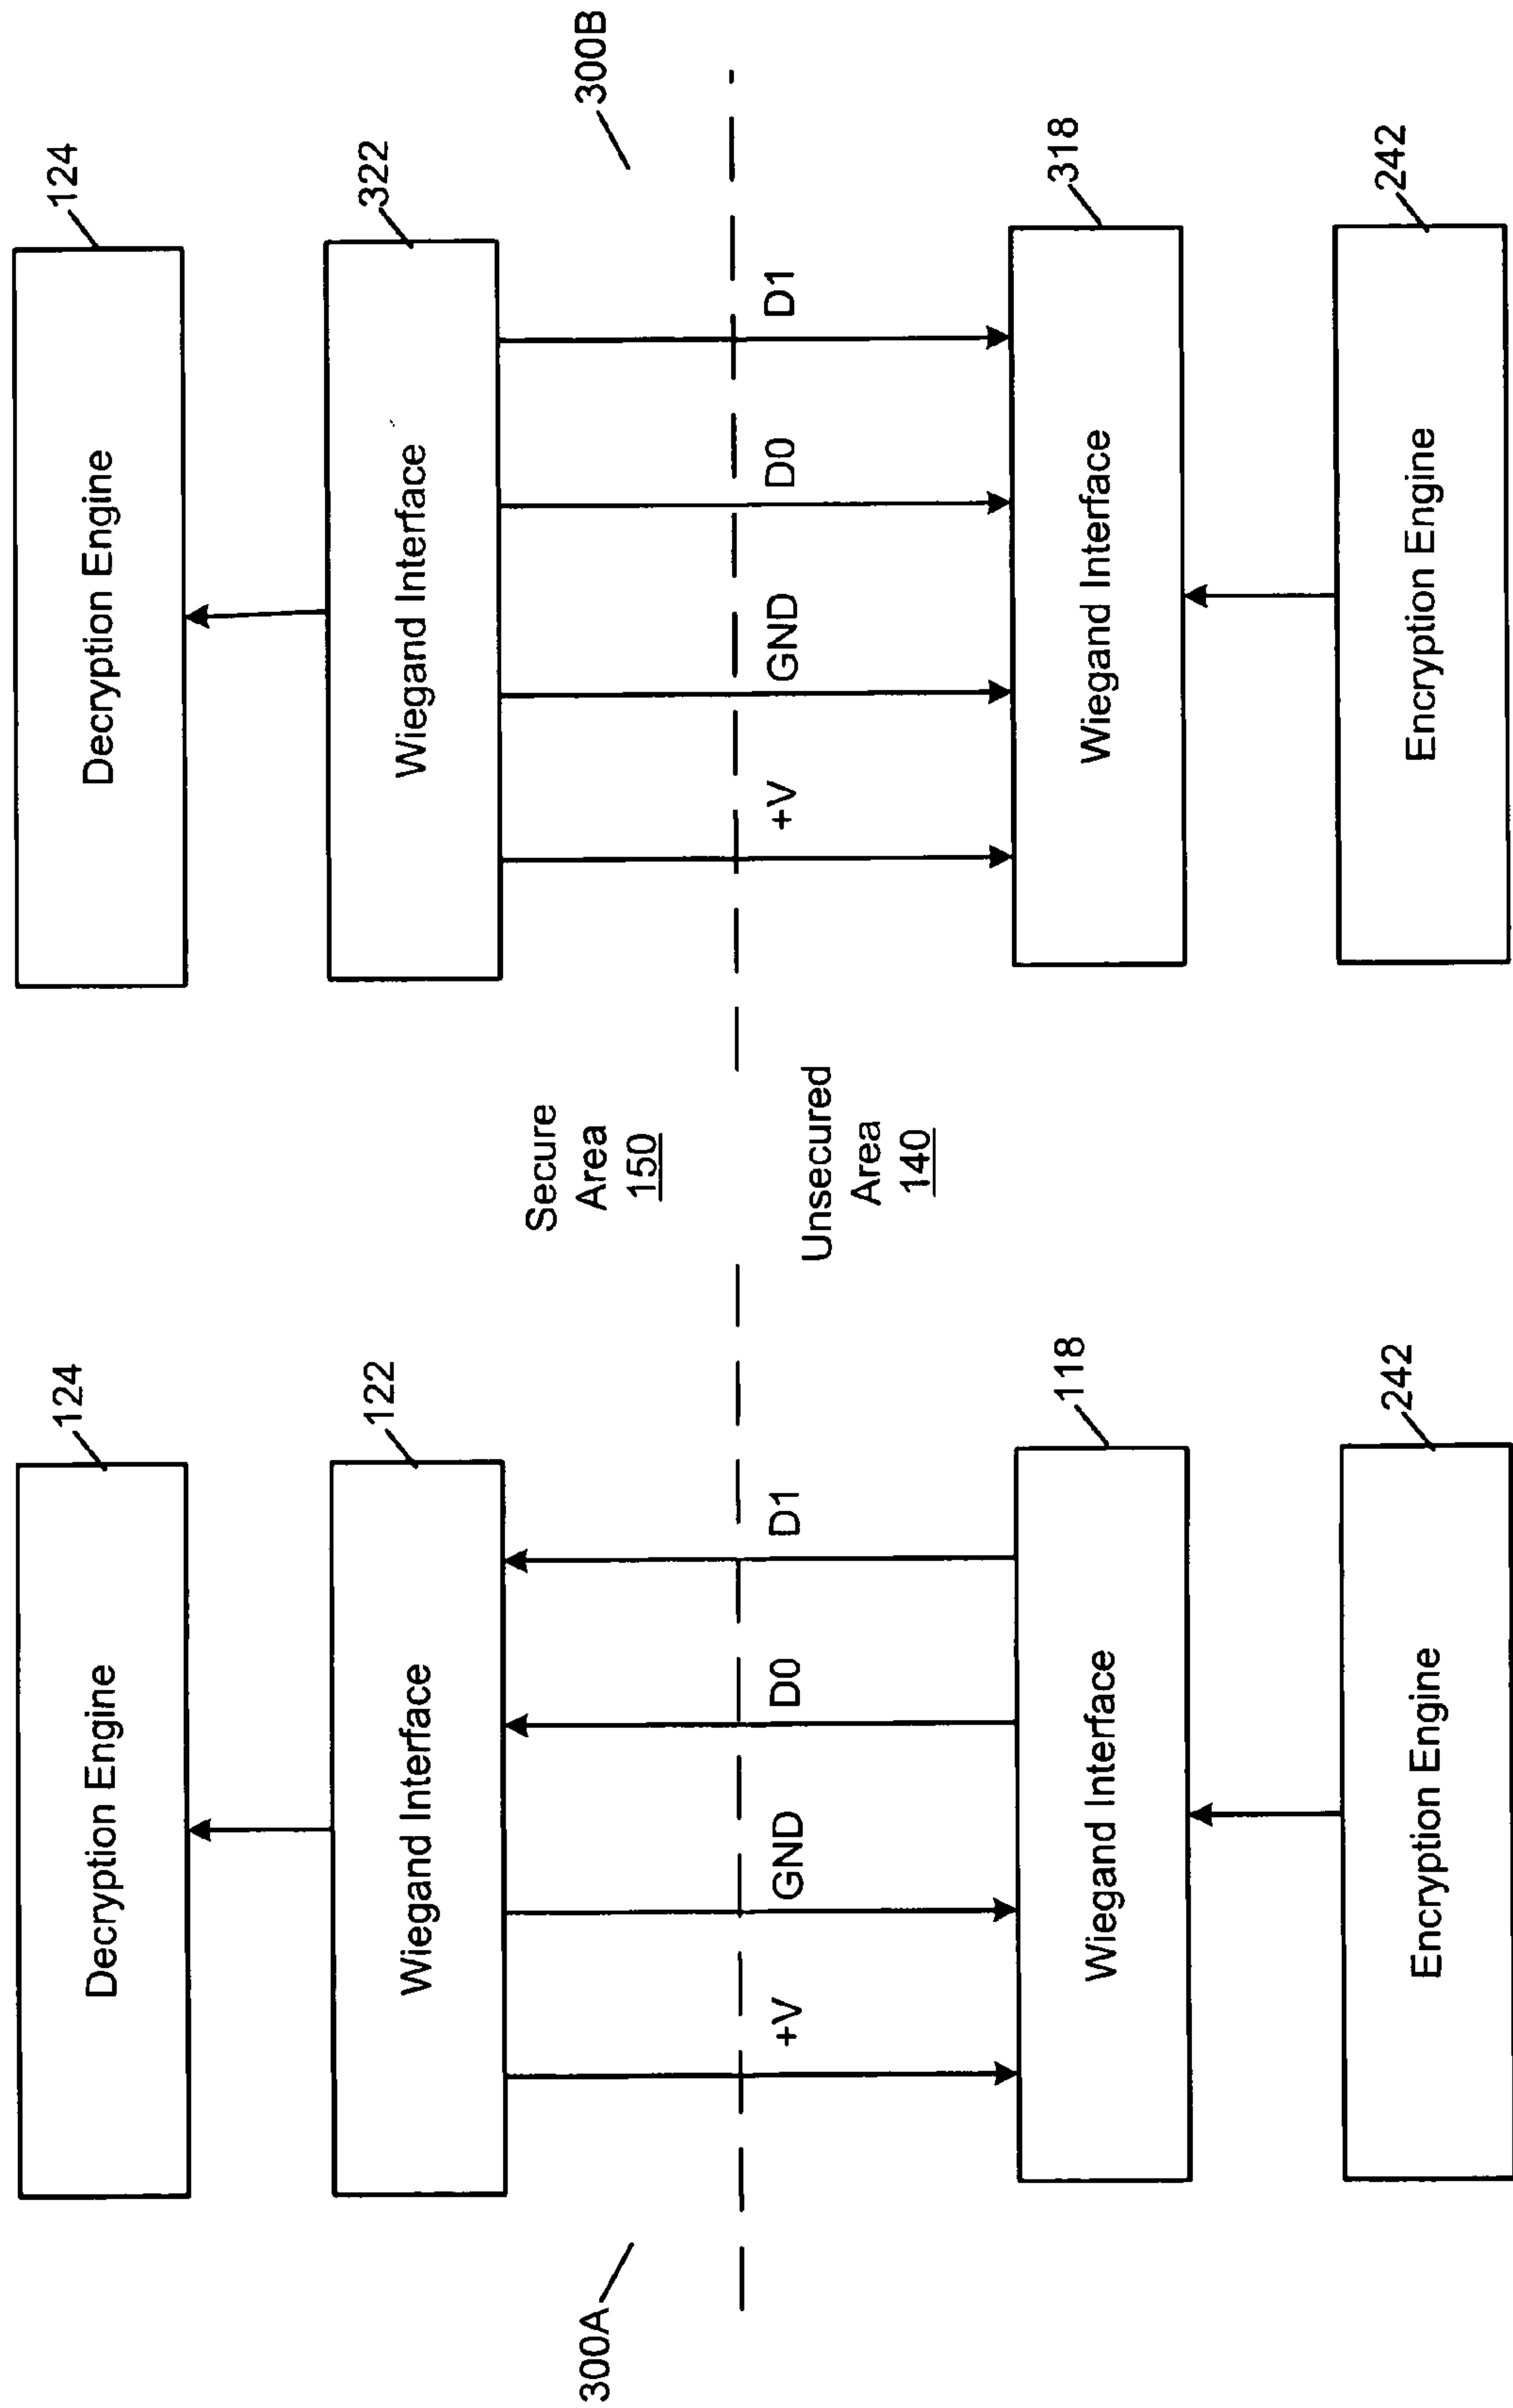 124
Decryption Engine
124
Decryption Engine
122
Wiegand Interface
322
Wiegand Interface
300A
Secure
Area
150
300B
+V
GND
D0
D1
Unsecured
Area
140
+V
GND
D0
D1
118
Wiegand Interface
318
Wiegand Interface
242
Encryption Engine
242
Encryption Engine